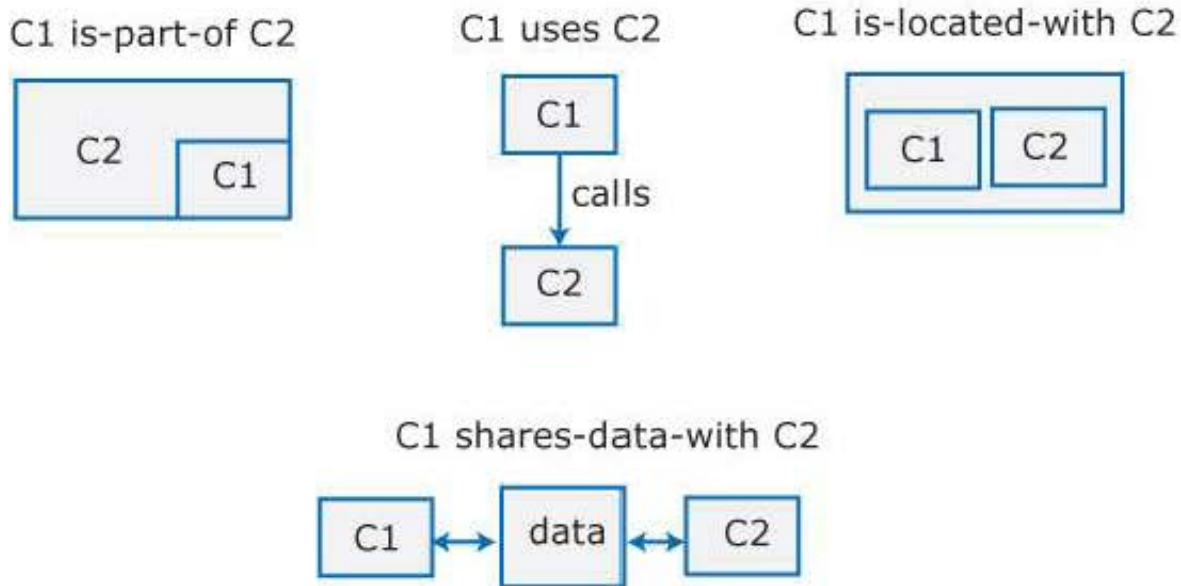 C1 is-part-of C2
C1 uses C2
C1 is-located-with C2
C2
C1
C1
calls
C2
C1
C2
C1 shares-data-with C2
C1
data
C2